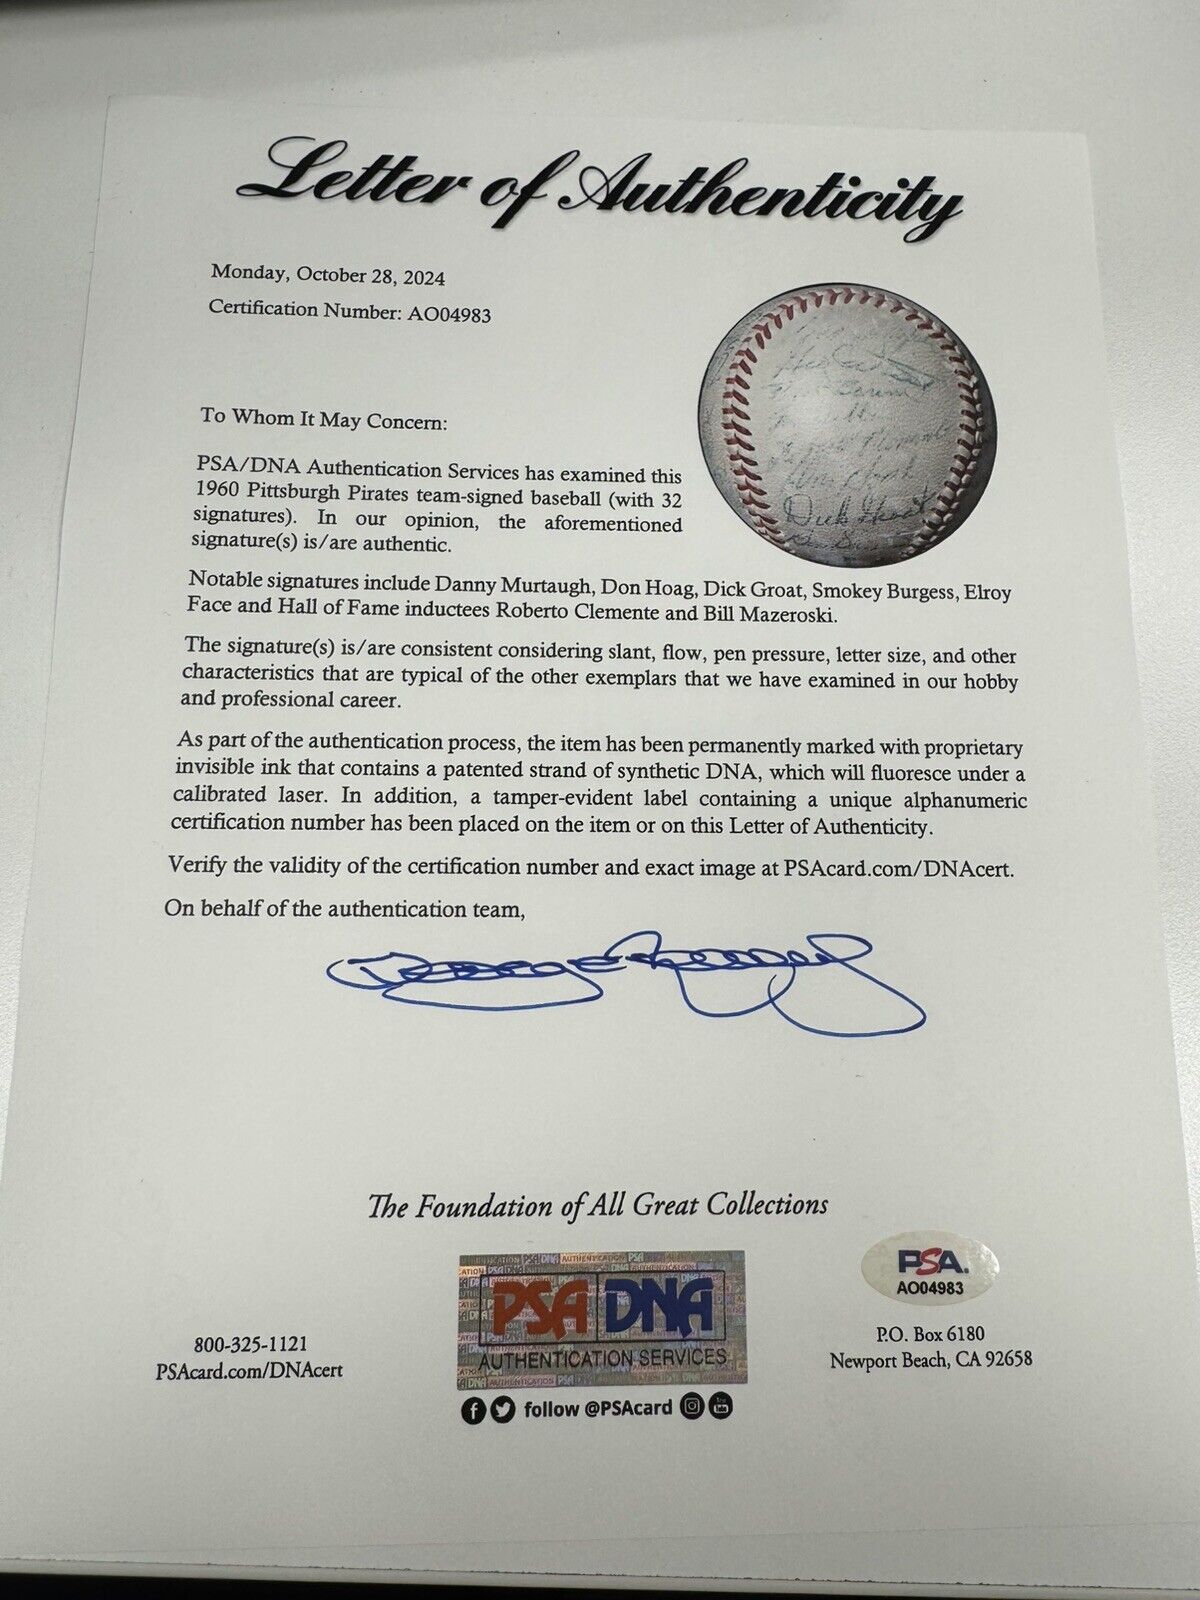 Letter of Authenticity
Monday, October 28, 2024
Certification Number: AO04983
To Whom It May Concern:
PSA/DNA Authentication Services has examined this
1960 Pittsburgh Pirates team-signed baseball (with 32
signatures). In our opinion, the aforementioned
signature(s) is/are authentic.
Dick Groat
Notable signatures include Danny Murtaugh, Don Hoag, Dick Groat, Smokey Burgess, Elroy
Face and Hall of Fame inductees Roberto Clemente and Bill Mazeroski.
The signature(s) is/are consistent considering slant, flow, pen pressure, letter size, and other
characteristics that are typical of the other exemplars that we have examined in our hobby
and professional career.
As part of the authentication process, the item has been permanently marked with proprietary
invisible ink that contains a patented strand of synthetic DNA, which will fluoresce under a
calibrated laser. In addition, a tamper-evident label containing a unique alphanumeric
certification number has been placed on the item or on this Letter of Authenticity.
Verify the validity of the certification number and exact image at PSAcard.com/DNAcert.
On behalf of the authentication team,
The Foundation of All Great Collections
PSA DNA
AUTHENTICATION SERVICES
PSA.
AO04983
800-325-1121
PSAcard.com/DNAcert
P.O. Box 6180
Newport Beach, CA 92658
follow @PSAcard